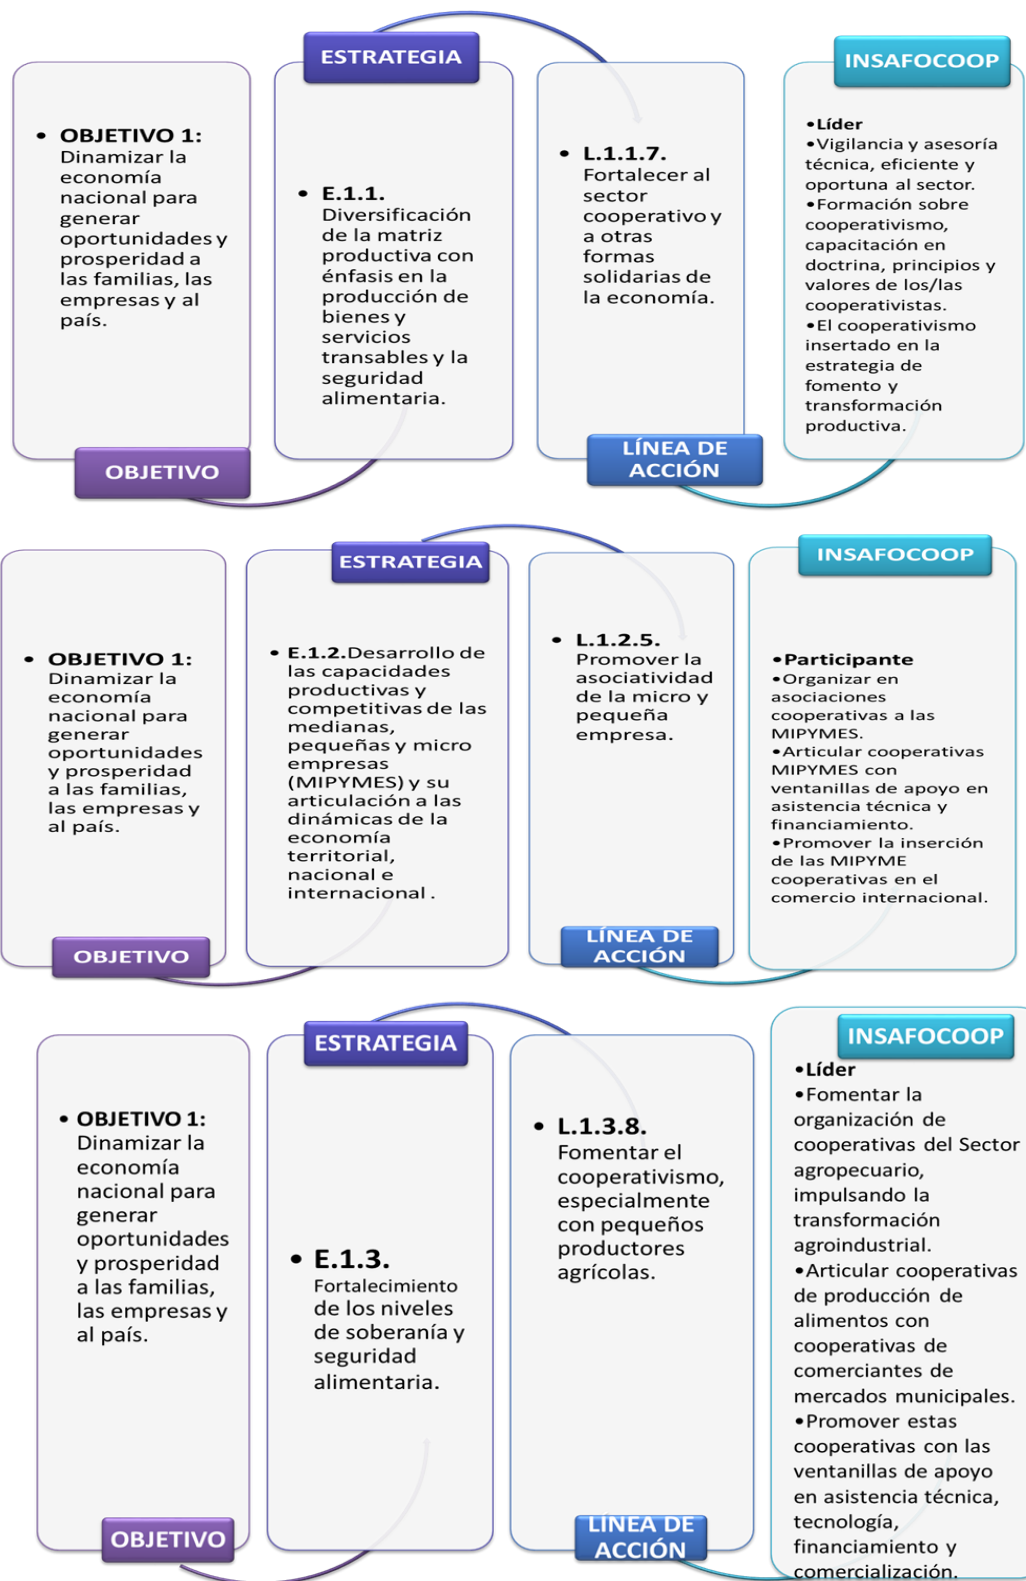 ESTRATEGIA
INSAFOCOOP
• OBJETIVO 1:
Dinamizar la
economía
nacional para
generar
oportunidades y
prosperidad a
las familias, las
empresas y al
país.
OBJETIVO
• E.1.1.
Diversificación
de la matriz
productiva con
énfasis en la
producción de
bienes y
servicios
transables y la
seguridad
alimentaria.
• L.1.1.7.
Fortalecer al
sector
cooperativo y
a otras
formas
solidarias de
la economía.
LÍNEA DE
ACCIÓN
•Líder
•Vigilancia y asesoría
técnica, eficiente y
oportuna al sector.
•Formación sobre
cooperativismo,
capacitación en
doctrina, principios y
valores de los/las
cooperativistas.
•El cooperativismo
insertado en la
estrategia de
fomento y
transformación
productiva.
ESTRATEGIA
INSAFOCOOP
• OBJETIVO 1:
Dinamizar la
economía
nacional para
generar
oportunidades
y prosperidad
a las familias,
las empresas y
al país.
OBJETIVO
• E.1.2.Desarrollo de
las capacidades
productivas y
competitivas de las
medianas,
pequeñas y micro
empresas
(MIPYMES) y su
articulación a las
dinámicas de la
economía
territorial,
nacional e
internacional .
• L.1.2.5.
Promover la
asociatividad
de la micro y
pequeña
empresa.
LÍNEA DE
ACCIÓN
•Participante
•Organizar en
asociaciones
cooperativas a las
MIPYMES.
•Articular cooperativas
MIPYMES con
ventanillas de apoyo en
asistencia técnica y
financiamiento.
•Promover la inserción
de las MIPYME
cooperativas en el
comercio internacional.
ESTRATEGIA
INSAFOCOOP
• OBJETIVO 1:
Dinamizar la
economía
nacional para
generar
oportunidades
y prosperidad
a las familias,
las empresas y
al país.
OBJETIVO
• E.1.3.
Fortalecimiento
de los niveles
de soberanía y
seguridad
alimentaria.
• L.1.3.8.
Fomentar el
cooperativismo,
especialmente
con pequeños
productores
agrícolas.
LÍNEA DE
ACCIÓN
•Líder
•Fomentar la
organización de
cooperativas del Sector
agropecuario,
impulsando la
transformación
agroindustrial.
•Articular cooperativas
de producción de
alimentos con
cooperativas de
comerciantes de
mercados municipales.
•Promover estas
cooperativas con las
ventanillas de apoyo
en asistencia técnica,
tecnología,
financiamiento y
comercialización.